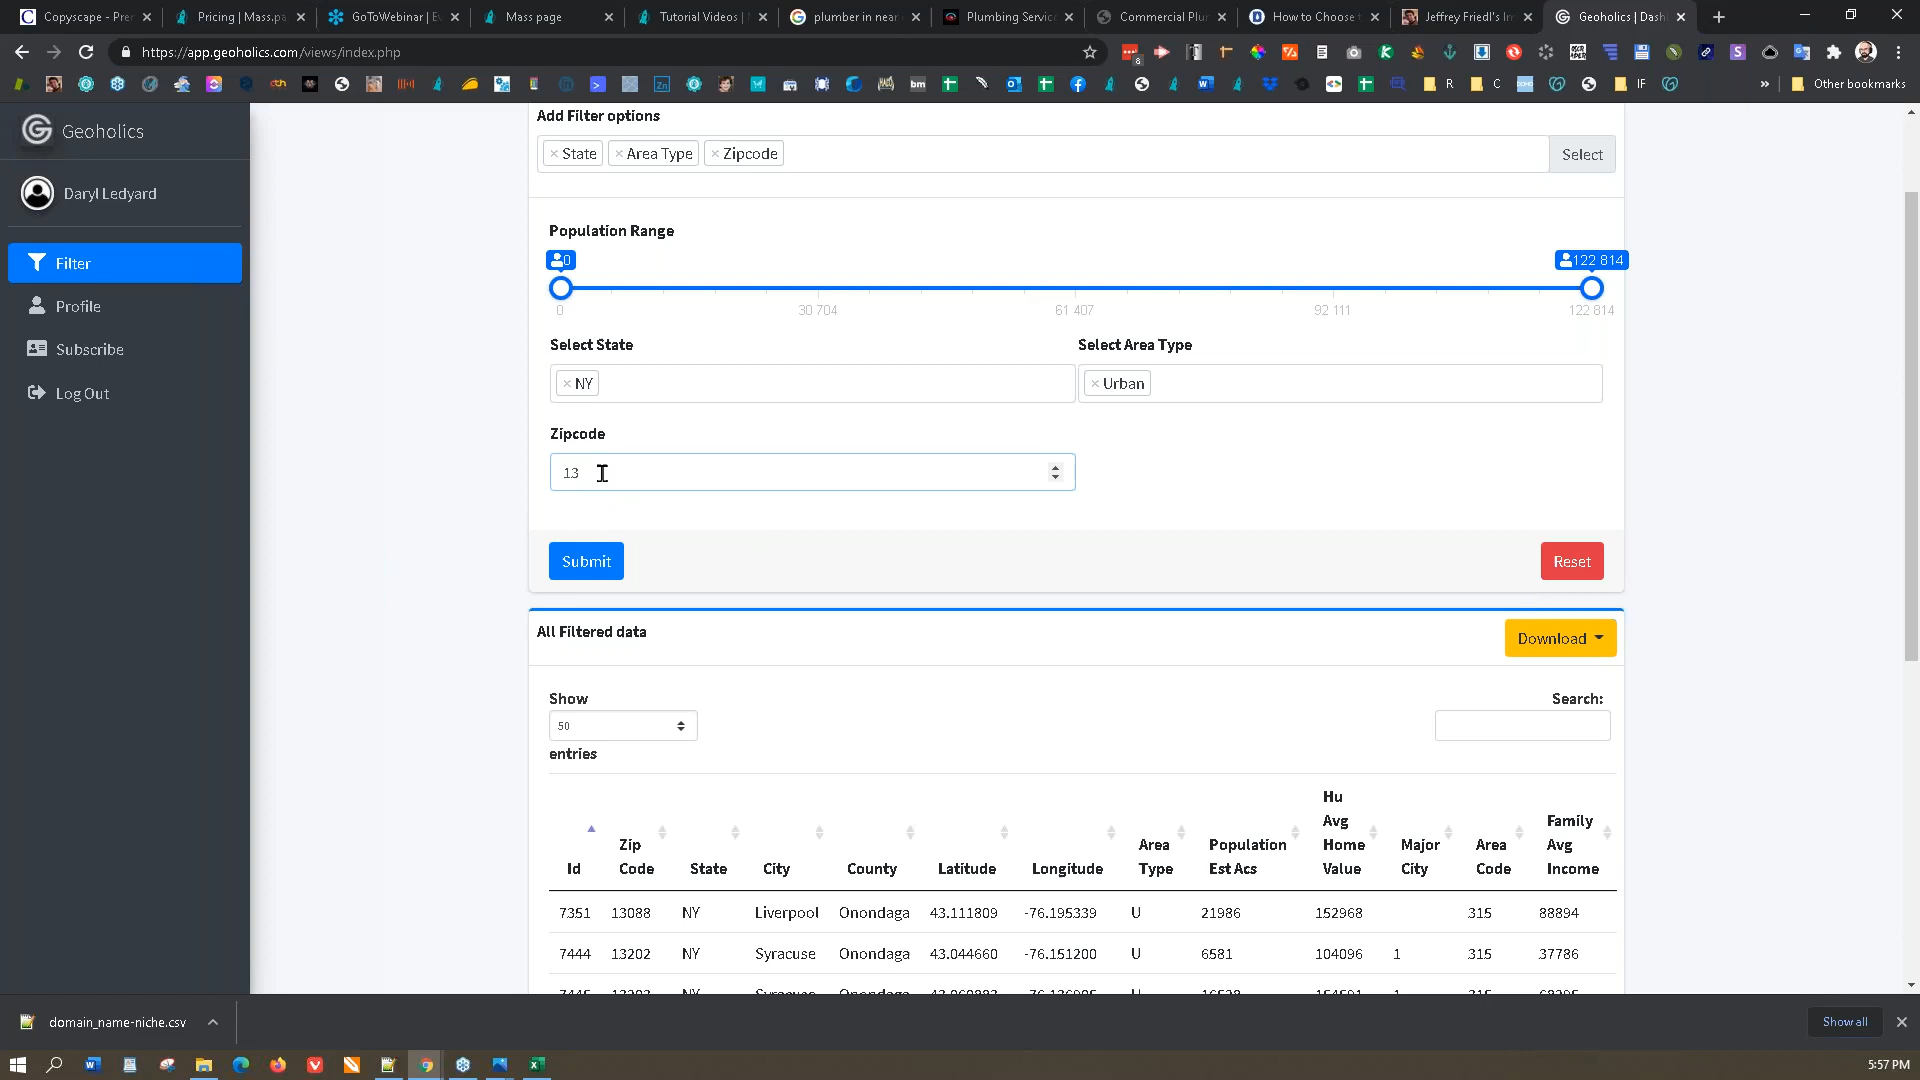 Copyscape - Pre
Pricing | Mass.pa
GoToWebinar | E
Mass page
Tutorial Videos |
plumber in near
Plumbing Servic
Commercial Plu
How to Choose
Jeffrey Friedl's I
Geoholics | Dash
https://app.geoholics.com/views/index.php
8
bm
R
C
IF
»
Other bookmarks
Geoholics
Daryl Ledyard
Filter
Profile
Subscribe
Log Out
Add Filter options
× State × Area Type × Zipcode
Select
Population Range
0
122 814
0 30 704 61 407 92 111 122 814
Select State Select Area Type
× NY × Urban
Zipcode
13
Submit Reset
All Filtered data Download
Show Search:
50
entries
Id Zip Code State City County Latitude Longitude Area Type Population Est Acs Hu Avg Home Value Major City Area Code Family Avg Income
7351 13088 NY Liverpool Onondaga 43.111809 -76.195339 U 21986 152968 315 88894
7444 13202 NY Syracuse Onondaga 43.044660 -76.151200 U 6581 104096 1 315 37786
domain_name-niche.csv
Show all
5:57 PM